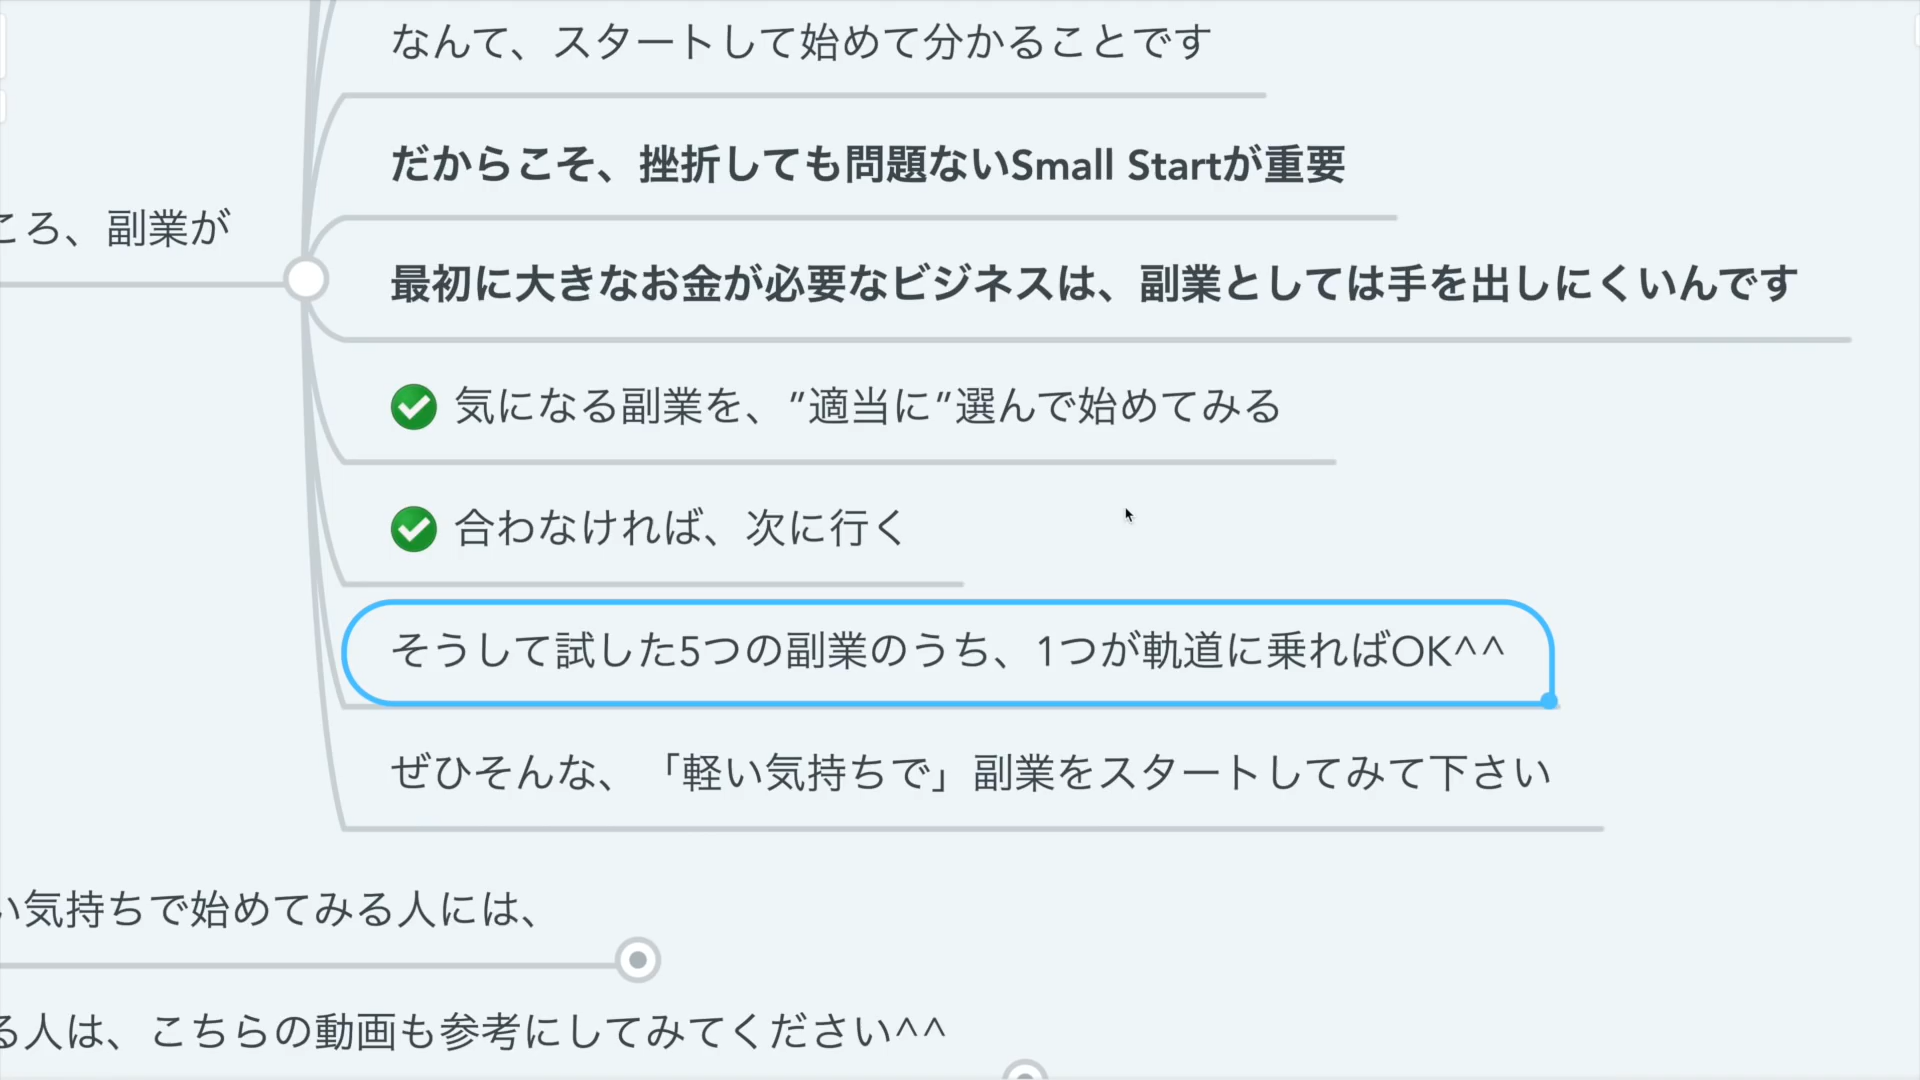 なんて、スタートして始めて分かることです
だからこそ、挫折しても問題ないSmall Startが重要
ころ、副業が
最初に大きなお金が必要なビジネスは、副業としては手を出しにくいんです
気になる副業を、”適当に”選んで始めてみる
合わなければ、次に行く
そうして試した5つの副業のうち、1つが軌道に乗ればOK^^
ぜひそんな、「軽い気持ちで」副業をスタートしてみて下さい
い気持ちで始めてみる人には、
る人は、こちらの動画も参考にしてみてください^^